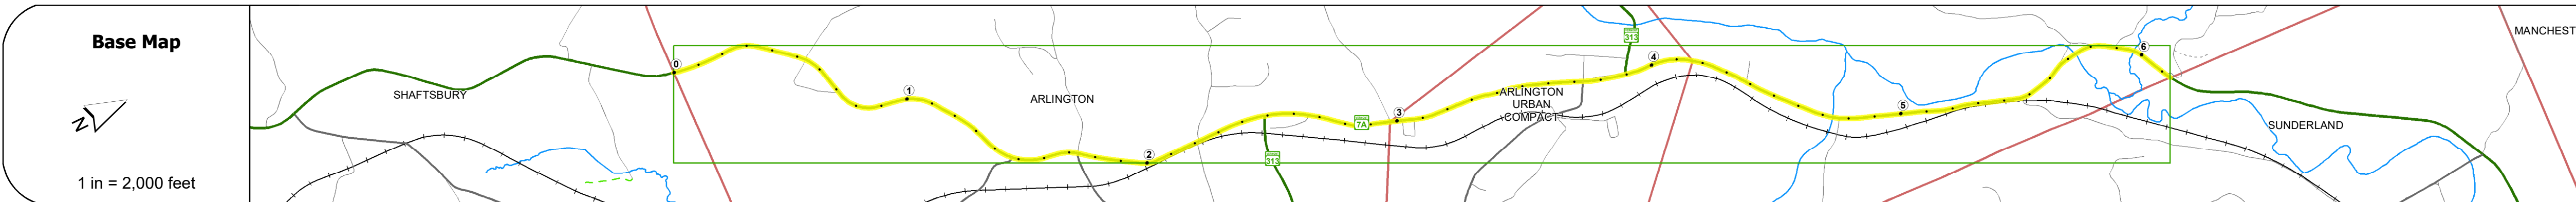 Base Map
N
1 in = 2,000 feet
SHAFTSBURY
0
1
ARLINGTON
2
313
7A
3
ARLINGTON
URBAN
COMPACT
313
4
5
6
SUNDERLAND
MANCHEST